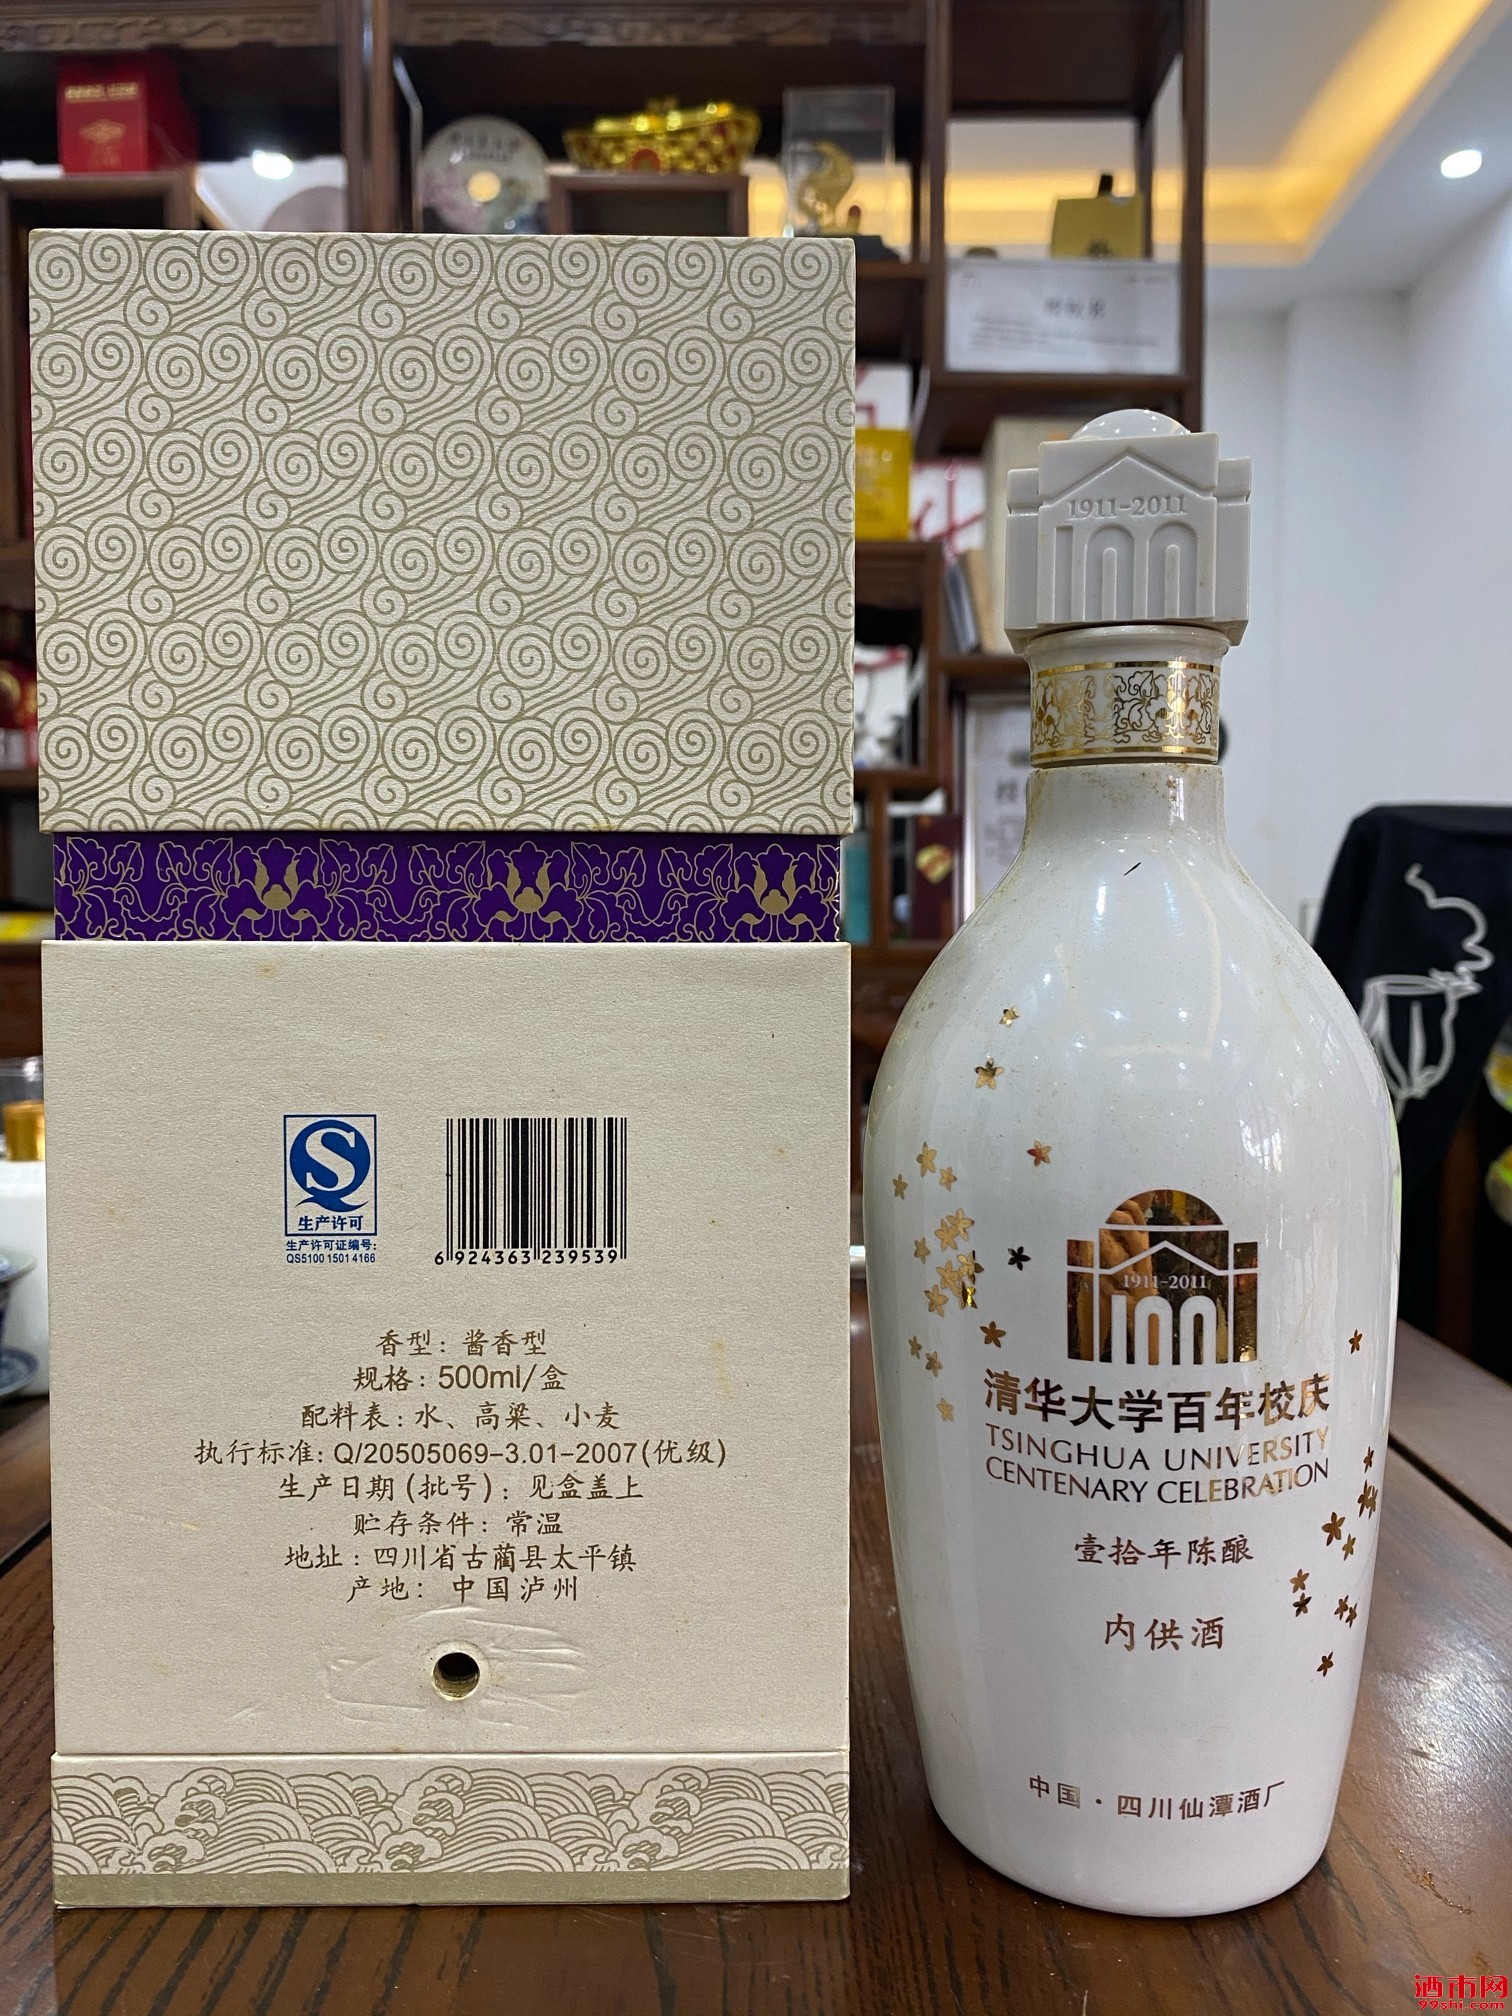 生产许可
生产许可证编号:
QS5100 1501 4166
6 924363 239539
香型：酱香型
规格：500ml/盒
配料表：水、高粱、小麦
执行标准：Q/20505069-3.01-2007(优级)
生产日期(批号)：见盒盖上
贮存条件：常温
地址：四川省古蔺县太平镇
产地： 中国泸州
1911-2011
1911-2011
清华大学百年校庆
TSINGHUA UNIVERSITY
CENTENARY CELEBRATION
壹拾年陈酿
内供酒
中国·四川仙潭酒厂
酒市网
99shi.com